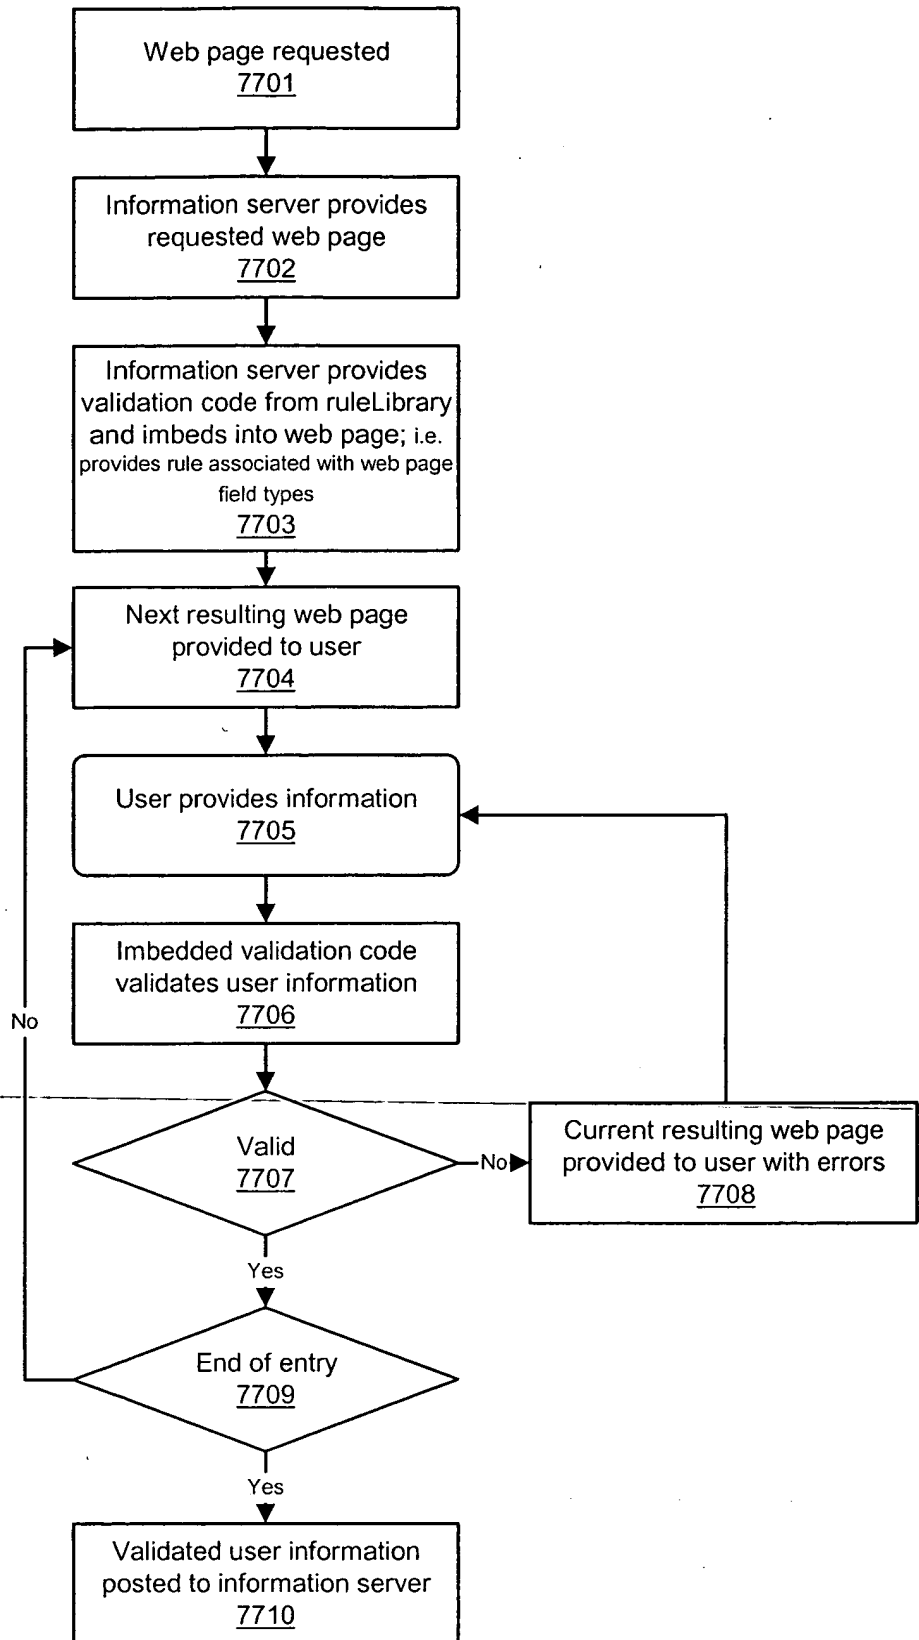 Web page requested
7701
Information server provides
requested web page
7702
Information server provides
validation code from ruleLibrary
and imbeds into web page; i.e.
provides rule associated with web page
field types
7703
Next resulting web page
provided to user
7704
User provides information
7705
Imbedded validation code
validates user information
7706
No
Valid
7707
No
Current resulting web page
provided to user with errors
7708
Yes
End of entry
7709
Yes
Validated user information
posted to information server
7710